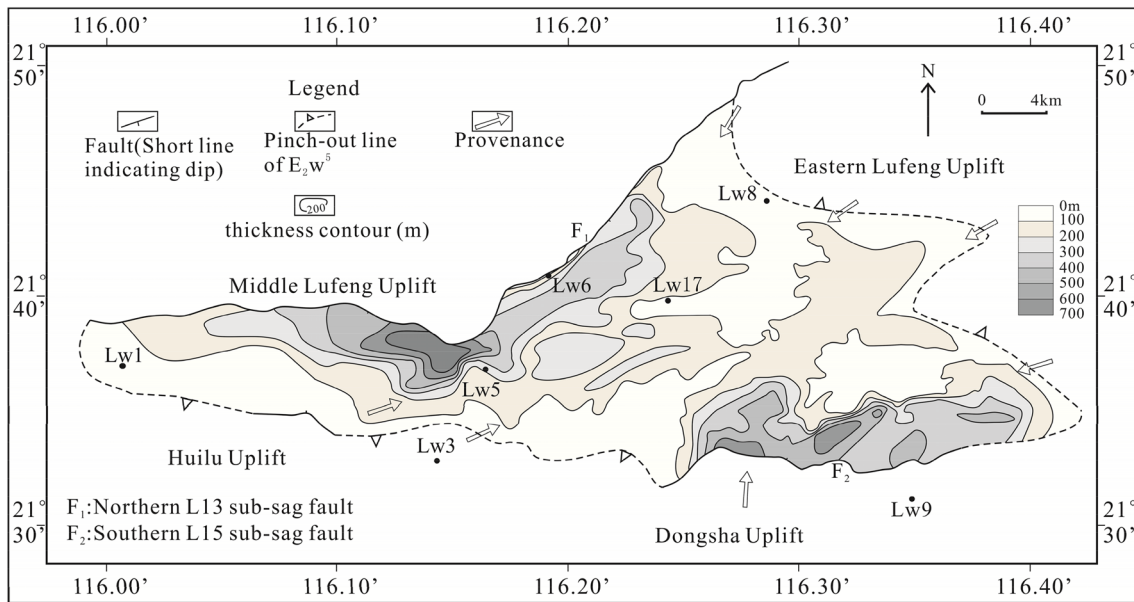 116.00’ 116.10’ 116.20’ 116.30’ 116.40’
21°
50’
21°
50’
Legend
N
0 4km
Fault(Short line
indicating dip)
Pinch-out line
of E₂w⁵
Provenance
200
thickness contour (m)
Eastern Lufeng Uplift
Lw8
0m
100
200
300
400
500
600
700
F₁
Middle Lufeng Uplift
Lw6
Lw17
21°
40’
21°
40’
Lw1
Lw5
Lw3
Huilu Uplift
F₂
Lw9
F₁:Northern L13 sub-sag fault
F₂:Southern L15 sub-sag fault
Dongsha Uplift
21°
30’
21°
30’
116.00’ 116.10’ 116.20’ 116.30’ 116.40’